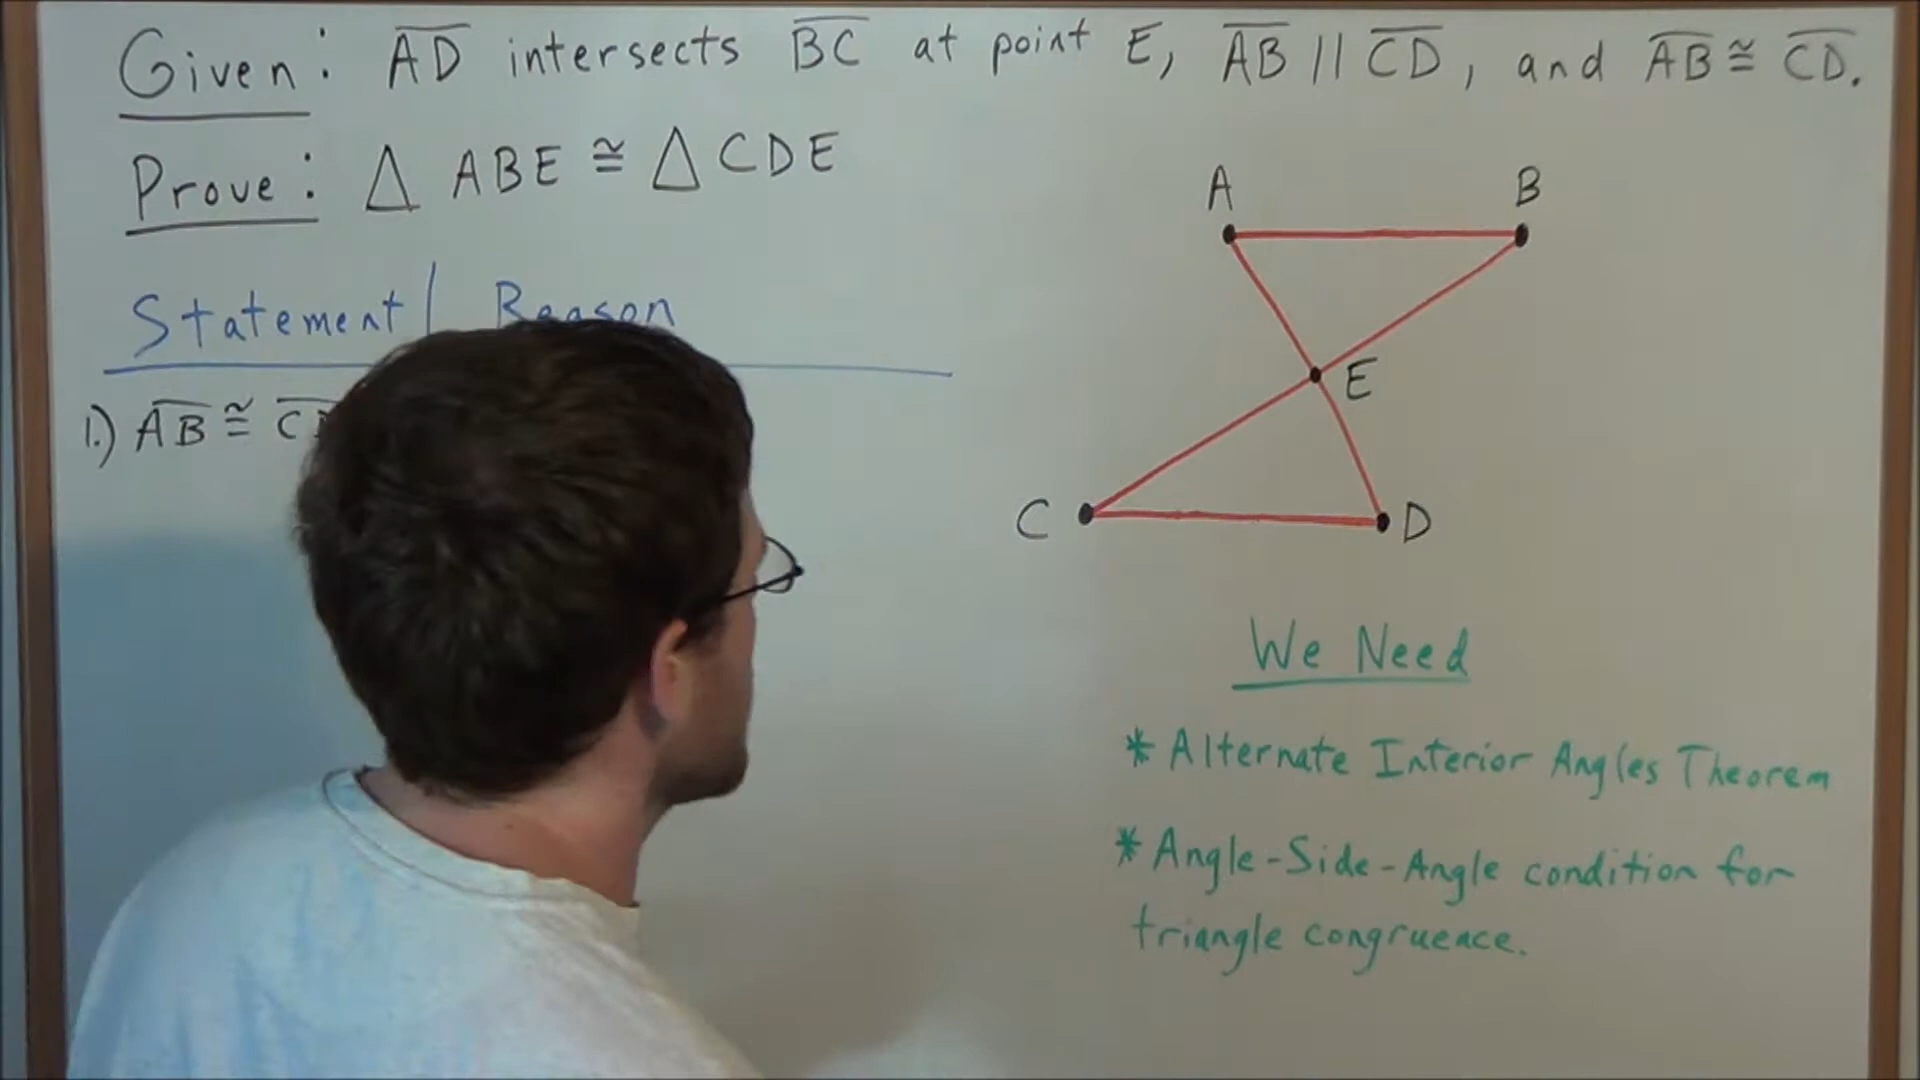 Given: AD intersects BC at point E, AB || CD, and AB ≅ CD.
Prove: △ ABE ≅ △ CDE
Statement | Reason
1.) AB ≅ C
A
B
E
C
D
We Need
* Alternate Interior Angles Theorem
* Angle-Side-Angle condition for
triangle congruence.